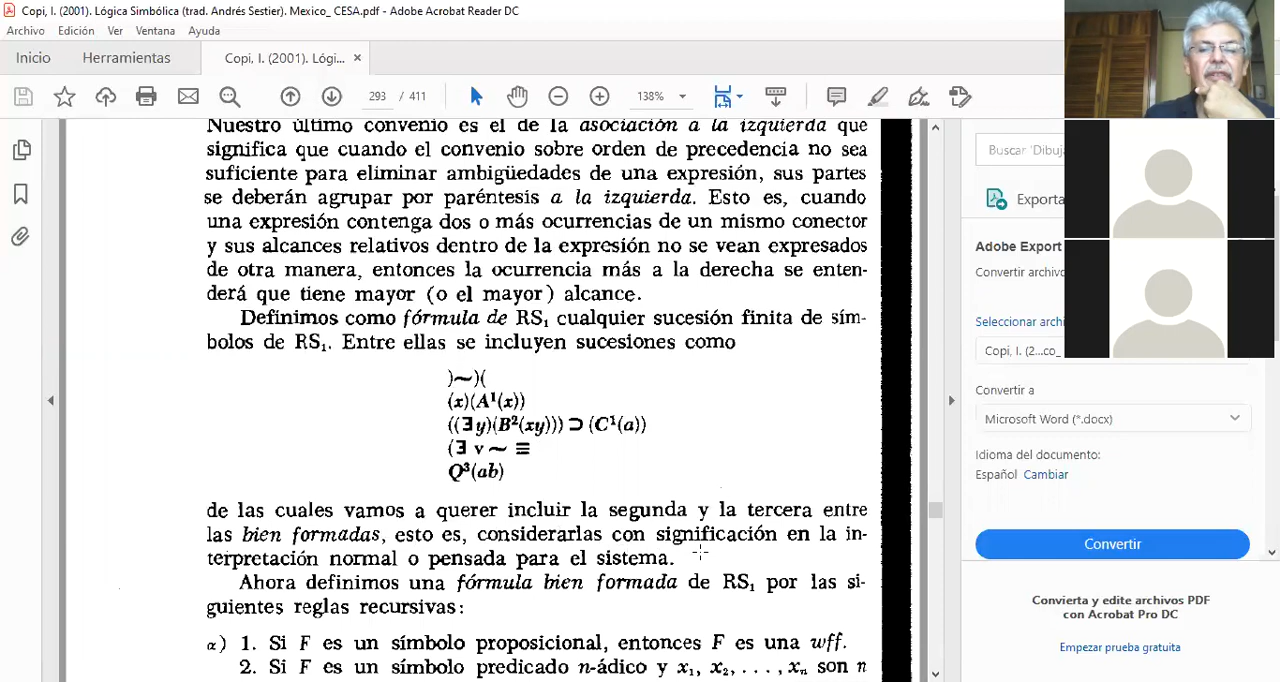 Copi, I. (2001). Lógica Simbólica (trad. Andrés Sestier). Mexico_ CESA.pdf - Adobe Acrobat Reader DC
Archivo Edición Ver Ventana Ayuda
Inicio Herramientas Copi, I. (2001). Lógi... ×
293 / 411 138%
Nuestro último convenio es el de la asociación a la izquierda que
significa que cuando el convenio sobre orden de precedencia no sea
suficiente para eliminar ambigüedades de una expresión, sus partes
se deberán agrupar por paréntesis a la izquierda. Esto es, cuando
una expresión contenga dos o más ocurrencias de un mismo conector
y sus alcances relativos dentro de la expresión no se vean expresados
de otra manera, entonces la ocurrencia más a la derecha se enten-
derá que tiene mayor (o el mayor) alcance.
Definimos como fórmula de RS₁ cualquier sucesión finita de sím-
bolos de RS₁. Entre ellas se incluyen sucesiones como
)∼)(
(x)(A¹(x))
((∃y)(B²(xy))) ⊃ (C¹(a))
(∃ v ∼ ≡
Q³(ab)
de las cuales vamos a querer incluir la segunda y la tercera entre
las bien formadas, esto es, considerarlas con significación en la in-
terpretación normal o pensada para el sistema.
Ahora definimos una fórmula bien formada de RS₁ por las si-
guientes reglas recursivas:
α) 1. Si F es un símbolo proposicional, entonces F es una wff.
2. Si F es un símbolo predicado n-ádico y x₁, x₂, . . . , xₙ son n
Buscar 'Dibuj
Exporta
Adobe Export
Convertir archivo
Seleccionar archi
Copi, I. (2...co_
Convertir a
Microsoft Word (*.docx)
Idioma del documento:
Español Cambiar
Convertir
Convierta y edite archivos PDF
con Acrobat Pro DC
Empezar prueba gratuita